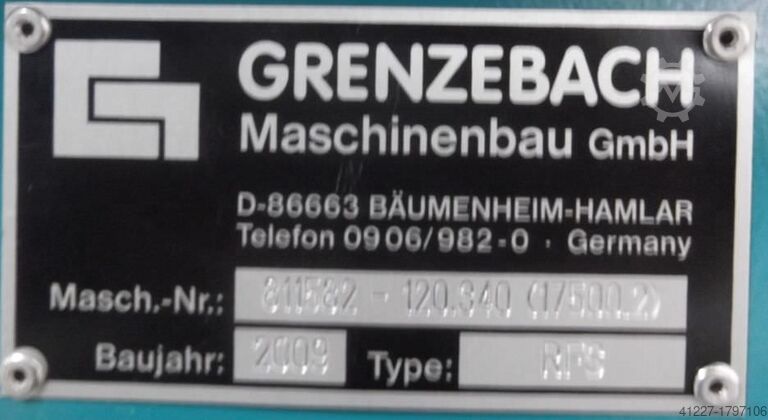 GRENZEBACH
Maschinenbau GmbH
D-86663 BÄUMENHEIM-HAMLAR
Telefon 0906/982-0 · Germany
Masch.-Nr.: 811582 - 120.340 (17500.2)
Baujahr: 2009 Type: RFS
41227-1797106